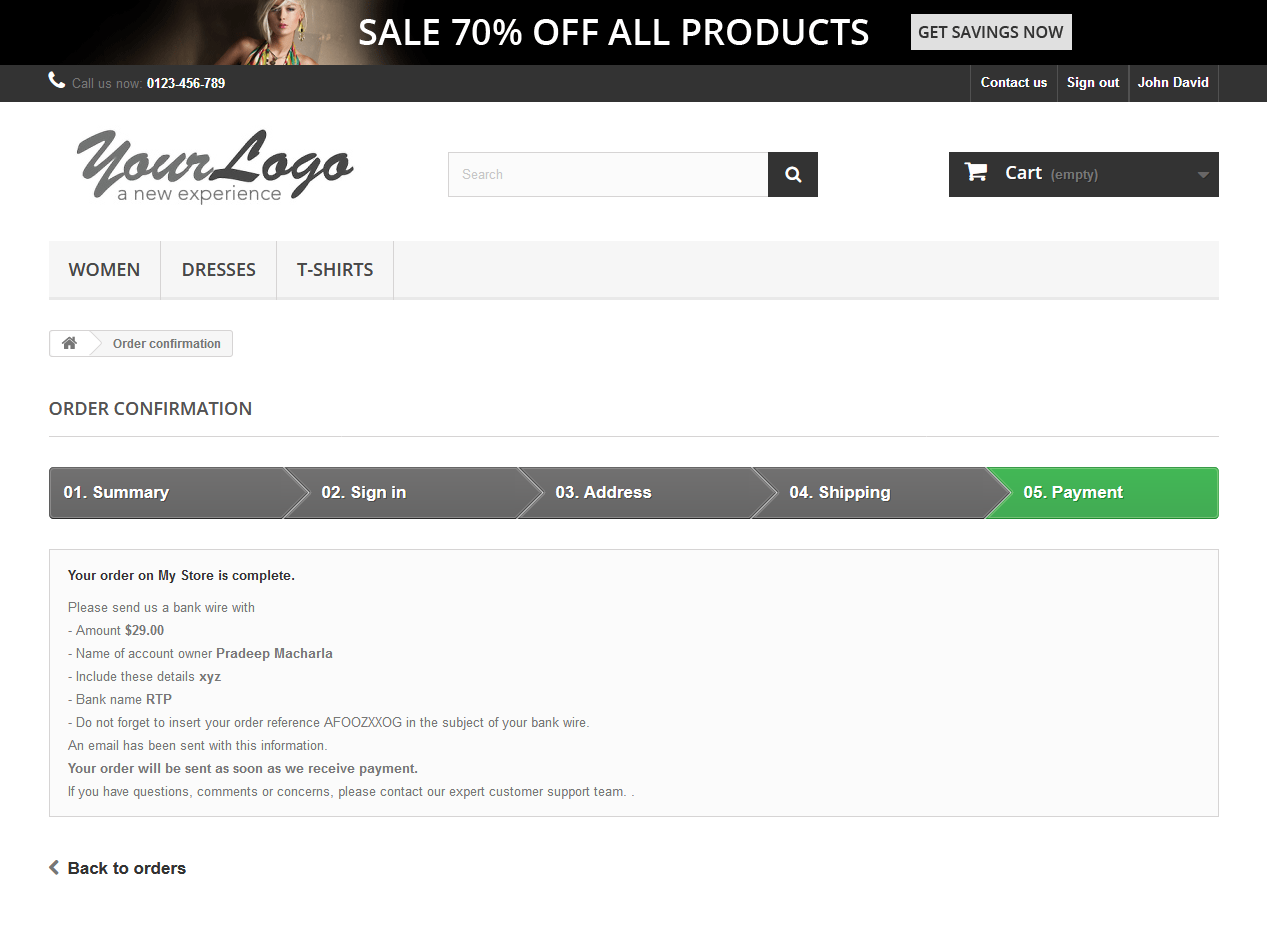 SALE 70% OFF ALL PRODUCTS GET SAVINGS NOW
Call us now: 0123-456-789 Contact us Sign out John David
YourLogo
a new experience
Search
Cart (empty)
WOMEN DRESSES T-SHIRTS
Order confirmation
ORDER CONFIRMATION
01. Summary 02. Sign in 03. Address 04. Shipping 05. Payment
Your order on My Store is complete.
Please send us a bank wire with
- Amount $29.00
- Name of account owner Pradeep Macharla
- Include these details xyz
- Bank name RTP
- Do not forget to insert your order reference AFOOZXXOG in the subject of your bank wire.
An email has been sent with this information.
Your order will be sent as soon as we receive payment.
If you have questions, comments or concerns, please contact our expert customer support team. .
Back to orders